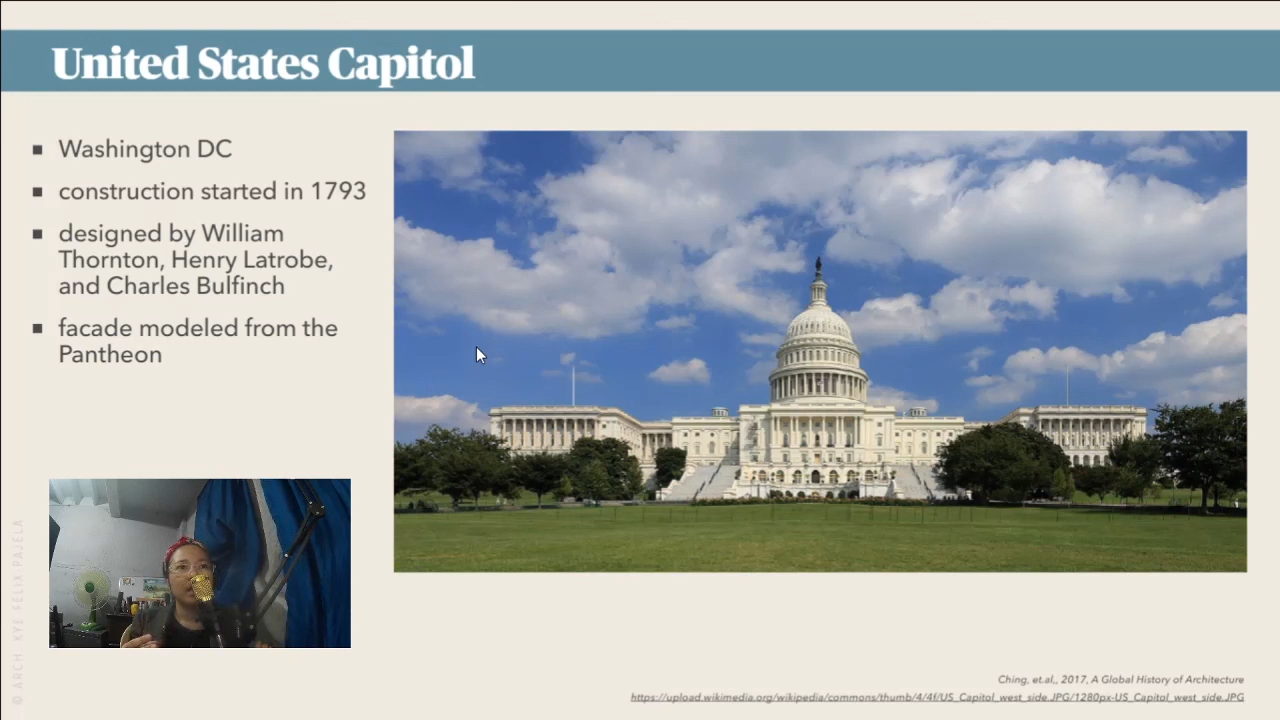 United States Capitol
Washington DC
construction started in 1793
designed by William
Thornton, Henry Latrobe,
and Charles Bulfinch
facade modeled from the
Pantheon
© ARCH. KYE FELIX PAJELA
Ching, et.al,, 2017, A Global History of Architecture
https://upload.wikimedia.org/wikipedia/commons/thumb/4/4f/US_Capitol_west_side.JPG/1280px-US_Capitol_west_side.JPG